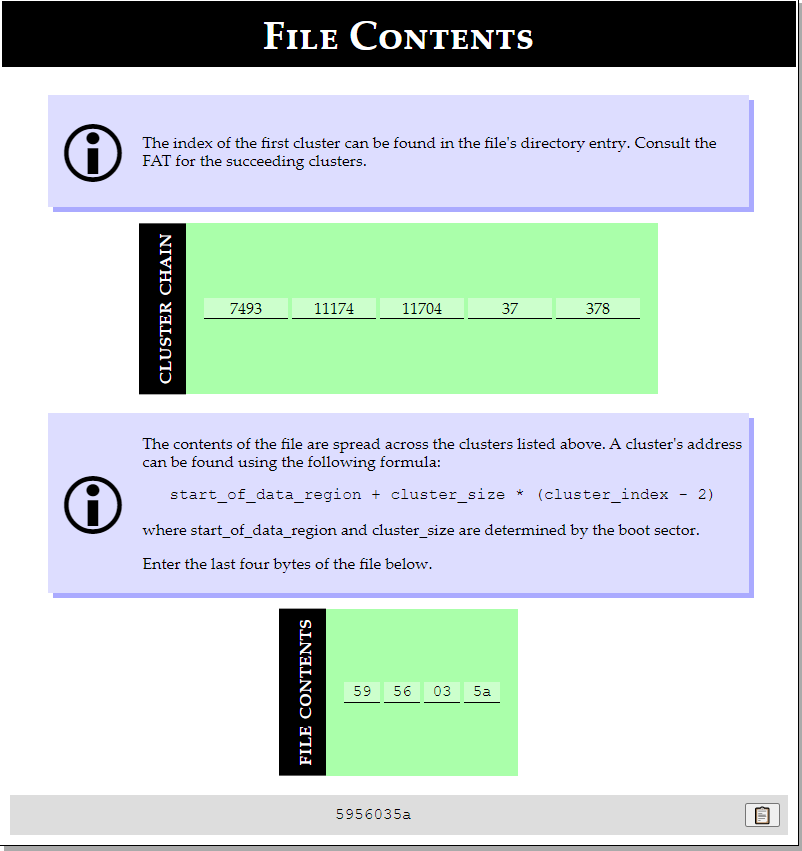 FILE CONTENTS
The index of the first cluster can be found in the file's directory entry. Consult the
FAT for the succeeding clusters.
CLUSTER CHAIN
7493 11174 11704 37 378
The contents of the file are spread across the clusters listed above. A cluster's address
can be found using the following formula:
start_of_data_region + cluster_size * (cluster_index - 2)
where start_of_data_region and cluster_size are determined by the boot sector.
Enter the last four bytes of the file below.
FILE CONTENTS
59 56 03 5a
5956035a